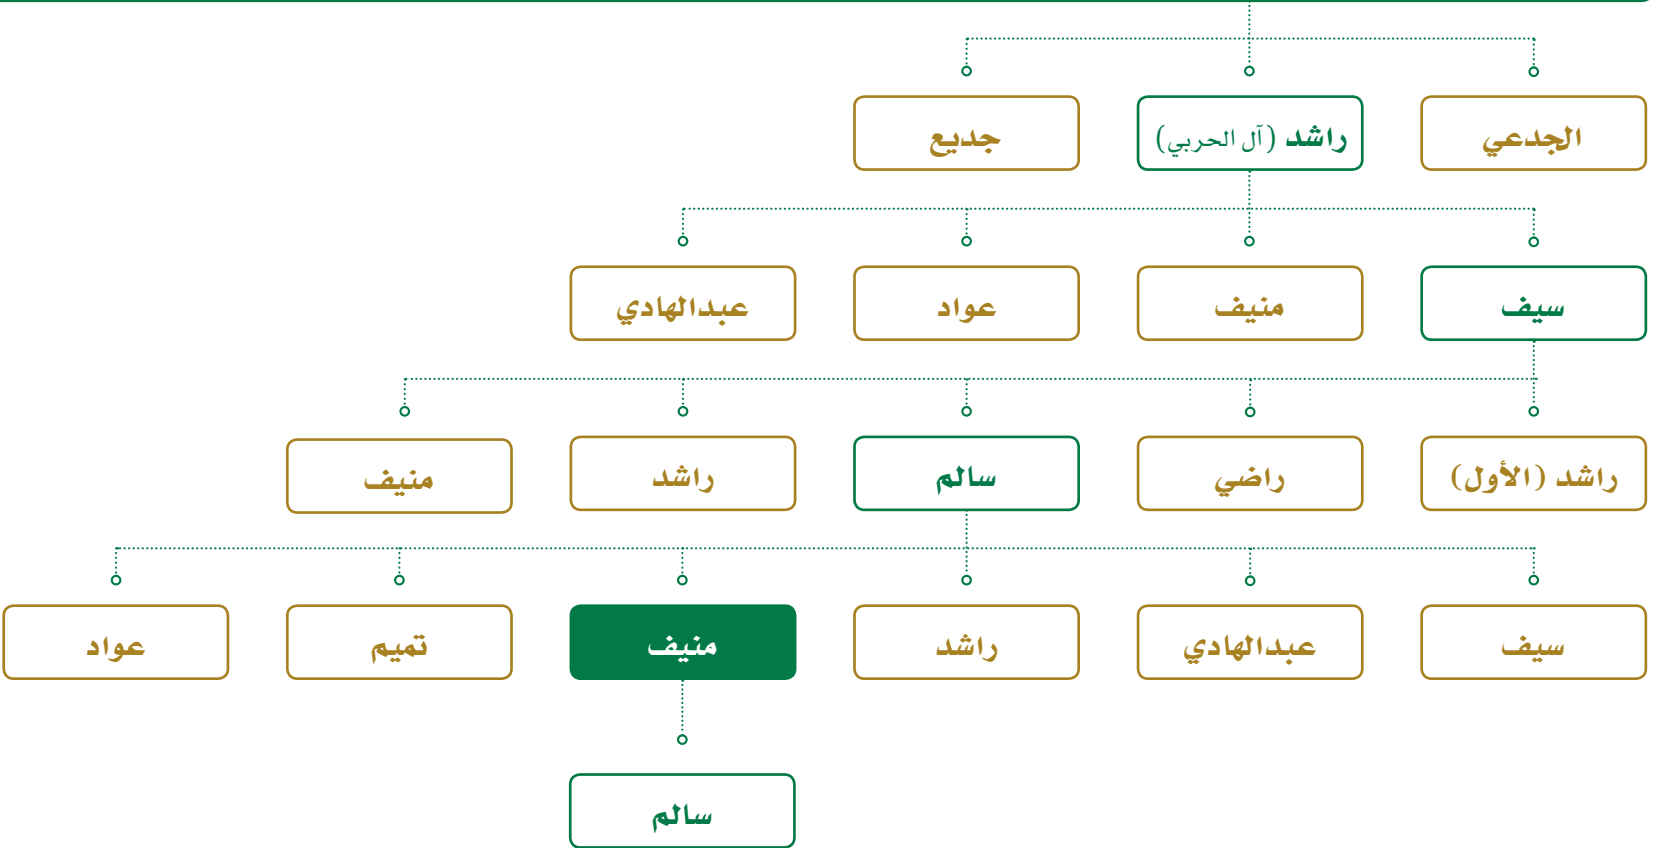 الجدعي
راشد (آل الحربي)
جديع
سيف
منيف
عواد
عبدالهادي
راشد (الأول)
راضي
سالم
راشد
منيف
سيف
عبدالهادي
راشد
منيف
تميم
عواد
سالم